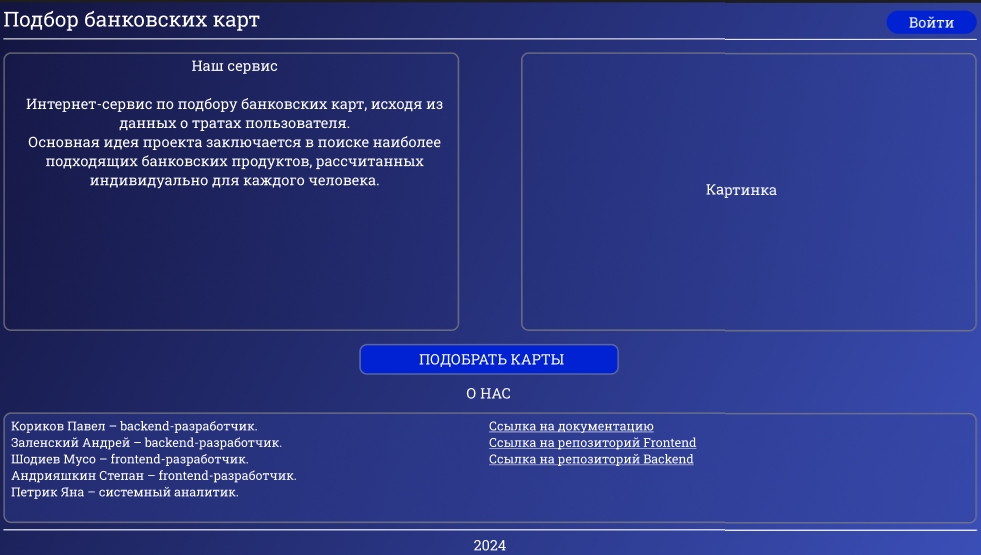 Подбор банковских карт
Войти
Наш сервис
Интернет-сервис по подбору банковских карт, исходя из
данных о тратах пользователя.
Основная идея проекта заключается в поиске наиболее
подходящих банковских продуктов, рассчитанных
индивидуально для каждого человека.
Картинка
ПОДОБРАТЬ КАРТЫ
О НАС
Кориков Павел – backend-разработчик.
Заленский Андрей – backend-разработчик.
Шодиев Мусо – frontend-разработчик.
Андрияшкин Степан – frontend-разработчик.
Петрик Яна – системный аналитик.
Ссылка на документацию
Ссылка на репозиторий Frontend
Ссылка на репозиторий Backend
2024